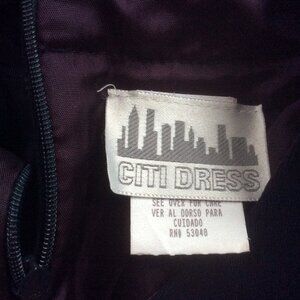 CITI DRESS
SEE OVER FOR CARE
VER AL DORSO PARA
CUIDADO
RN# 53040